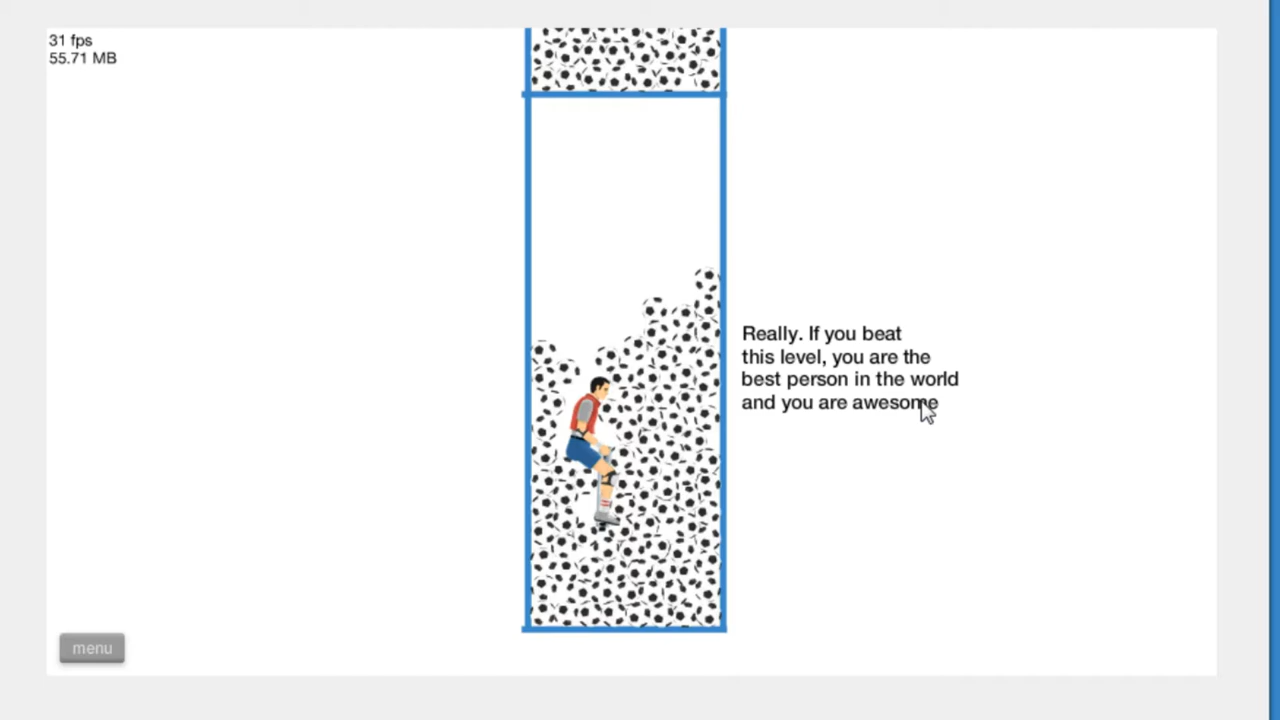 31 fps
55.71 MB
Really. If you beat
this level, you are the
best person in the world
and you are awesome
menu